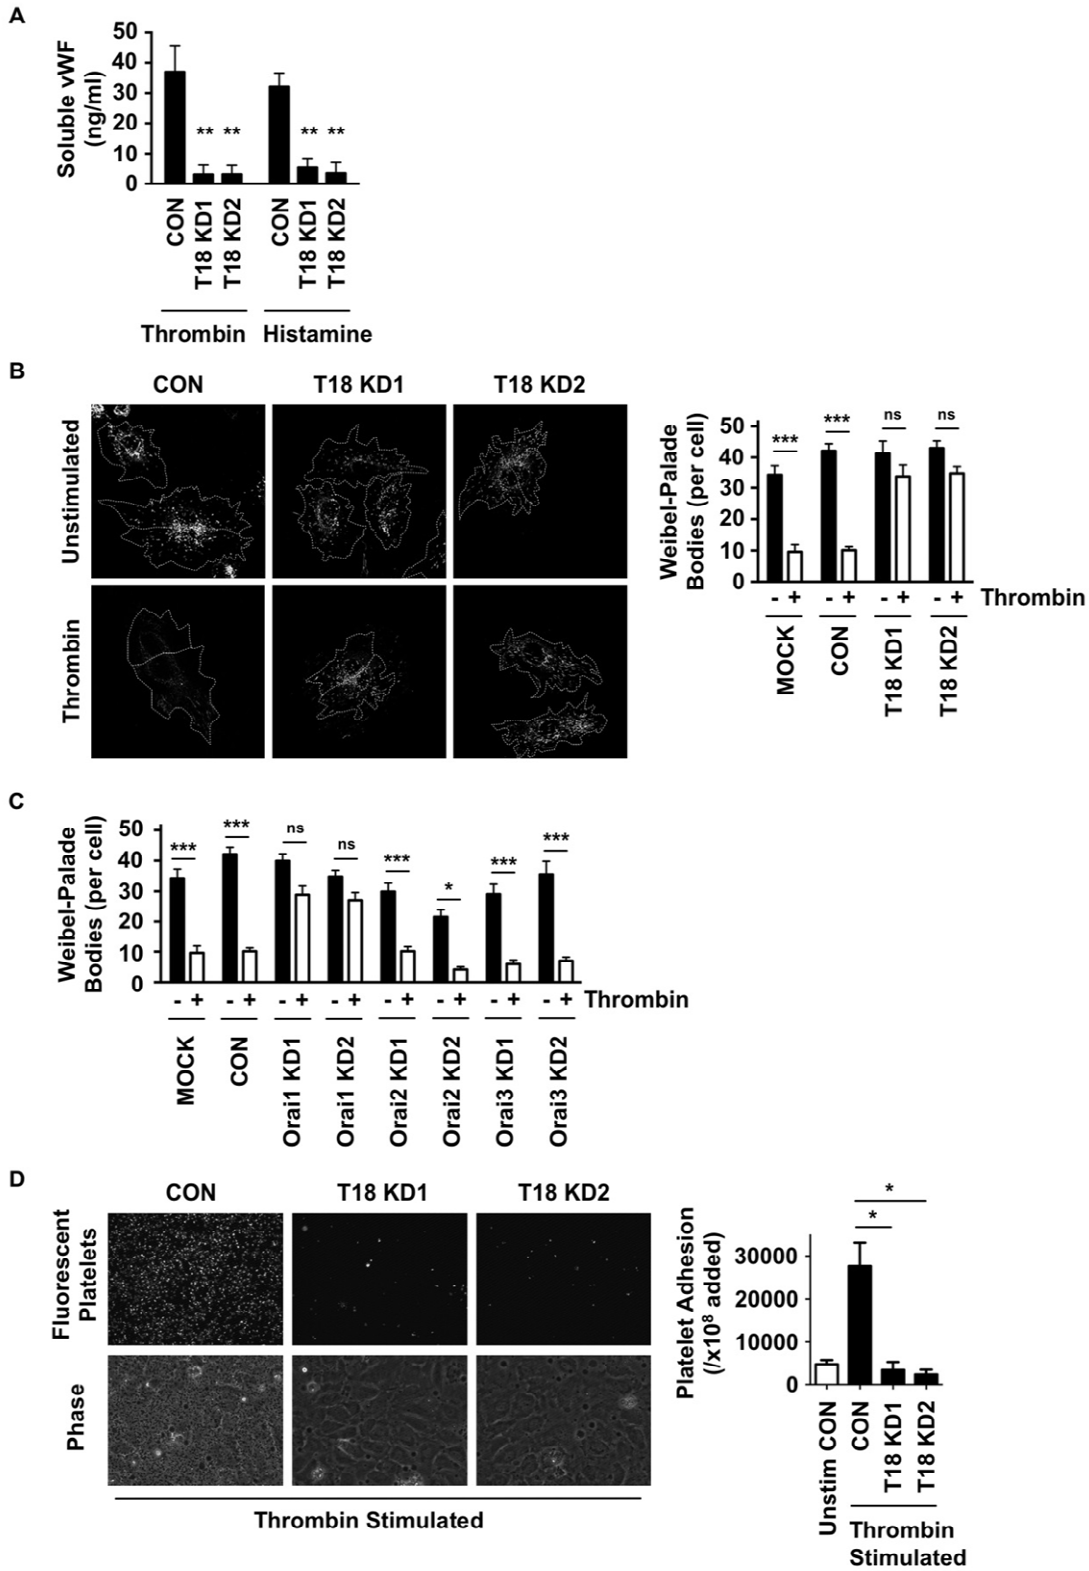 A
Soluble vWF
(ng/ml)
50
40
30
20
10
0
** ** ** **
CON
T18 KD1
T18 KD2
CON
T18 KD1
T18 KD2
Thrombin Histamine
B
CON T18 KD1 T18 KD2
Unstimulated
Thrombin
Weibel-Palade
Bodies (per cell)
50
40
30
20
10
0
*** *** ns ns
- + - + - + - + Thrombin
MOCK
CON
T18 KD1
T18 KD2
C
Weibel-Palade
Bodies (per cell)
50
40
30
20
10
0
*** *** ns ns *** * *** ***
- + - + - + - + - + - + - + - + Thrombin
MOCK
CON
Orai1 KD1
Orai1 KD2
Orai2 KD1
Orai2 KD2
Orai3 KD1
Orai3 KD2
D
CON T18 KD1 T18 KD2
Fluorescent
Platelets
Phase
Thrombin Stimulated
Platelet Adhesion
(/x10⁸ added)
30000
20000
10000
0
*
*
Unstim CON
CON
T18 KD1
T18 KD2
Thrombin
Stimulated